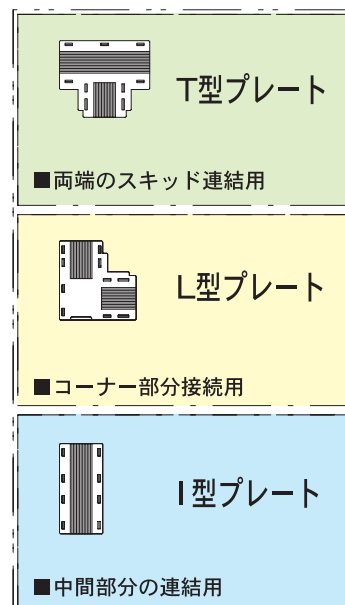 T型プレート
■両端のスキッド連結用
L型プレート
■コーナー部分接続用
I型プレート
■中間部分の連結用